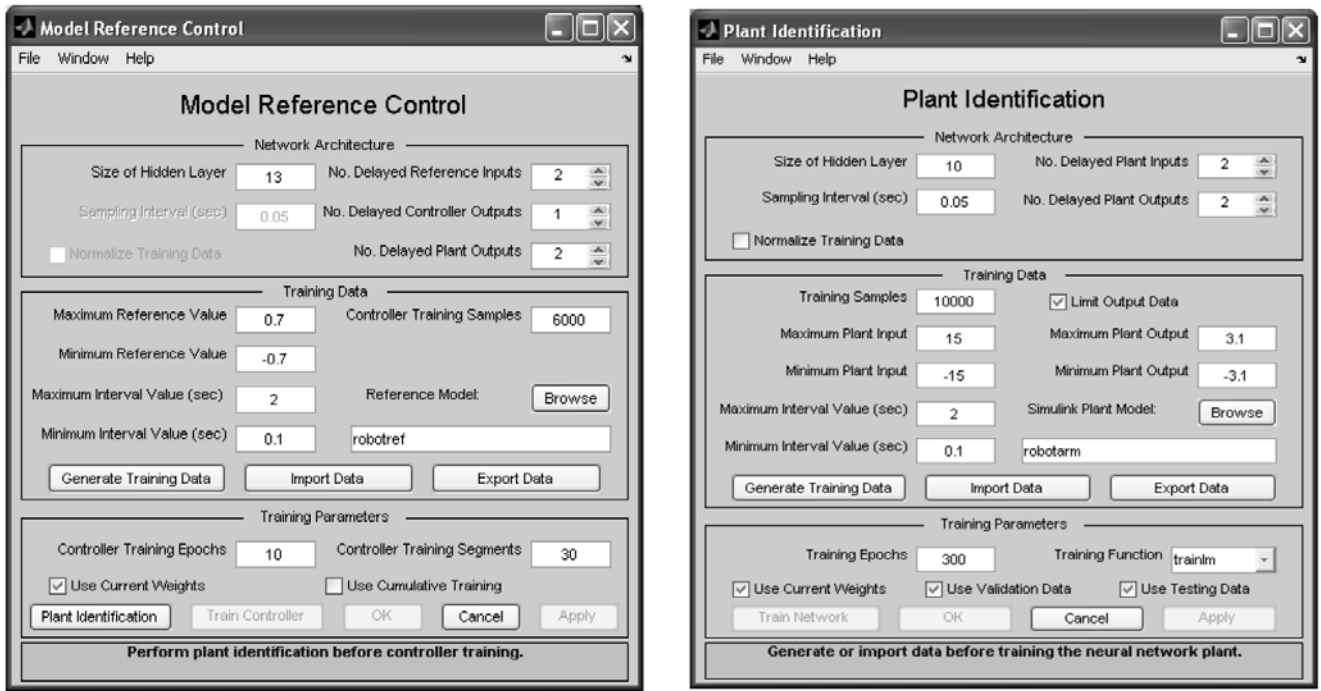 Model Reference Control
File Window Help
Model Reference Control
Network Architecture
Size of Hidden Layer 13 No. Delayed Reference Inputs 2
Sampling Interval (sec) 0.05 No. Delayed Controller Outputs 1
Normalize Training Data No. Delayed Plant Outputs 2
Training Data
Maximum Reference Value 0.7 Controller Training Samples 6000
Minimum Reference Value -0.7
Maximum Interval Value (sec) 2 Reference Model: Browse
Minimum Interval Value (sec) 0.1 robotref
Generate Training Data Import Data Export Data
Training Parameters
Controller Training Epochs 10 Controller Training Segments 30
Use Current Weights Use Cumulative Training
Plant Identification Train Controller OK Cancel Apply
Perform plant identification before controller training.
Plant Identification
File Window Help
Plant Identification
Network Architecture
Size of Hidden Layer 10 No. Delayed Plant Inputs 2
Sampling Interval (sec) 0.05 No. Delayed Plant Outputs 2
Normalize Training Data
Training Data
Training Samples 10000 Limit Output Data
Maximum Plant Input 15 Maximum Plant Output 3.1
Minimum Plant Input -15 Minimum Plant Output -3.1
Maximum Interval Value (sec) 2 Simulink Plant Model: Browse
Minimum Interval Value (sec) 0.1 robotarm
Generate Training Data Import Data Export Data
Training Parameters
Training Epochs 300 Training Function trainlm
Use Current Weights Use Validation Data Use Testing Data
Train Network OK Cancel Apply
Generate or import data before training the neural network plant.